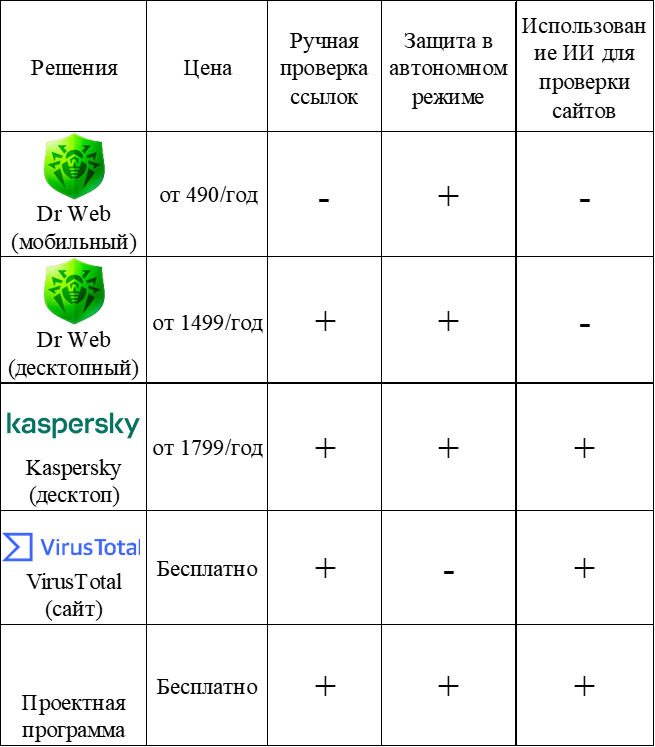 Решения
Цена
Ручная
проверка
ссылок
Защита в
автономном
режиме
Использован
ие ИИ для
проверки
сайтов
Dr Web
(мобильный)
от 490/год
-
+
-
Dr Web
(десктопный)
от 1499/год
+
+
-
kaspersky
Kaspersky
(десктоп)
от 1799/год
+
+
+
VirusTotal
VirusTotal
(сайт)
Бесплатно
+
-
+
Проектная
программа
Бесплатно
+
+
+